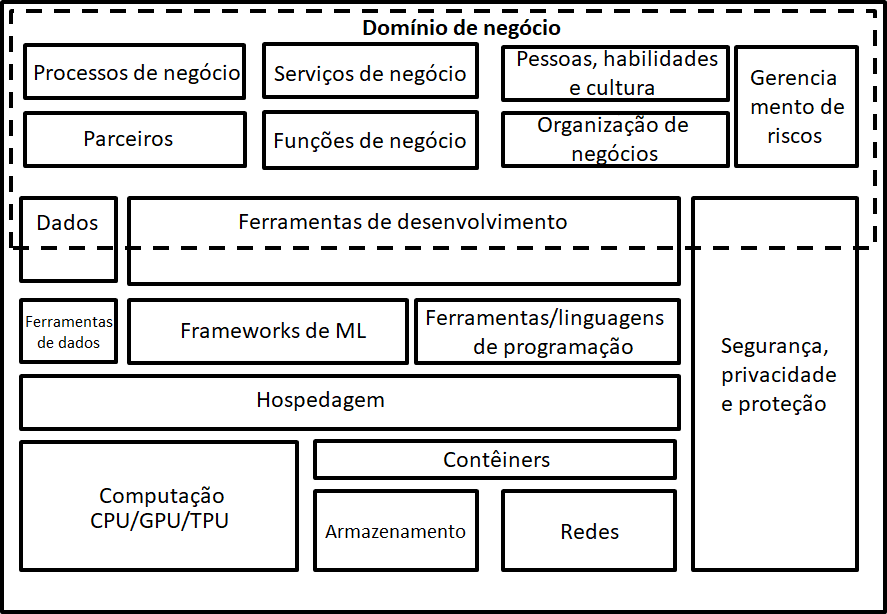 Domínio de negócio
Processos de negócio
Serviços de negócio
Pessoas, habilidades
e cultura
Gerencia
mento de
riscos
Parceiros
Funções de negócio
Organização de
negócios
Dados
Ferramentas de desenvolvimento
Ferramentas
de dados
Frameworks de ML
Ferramentas/linguagens
de programação
Segurança,
privacidade
e proteção
Hospedagem
Computação
CPU/GPU/TPU
Contêiners
Armazenamento
Redes